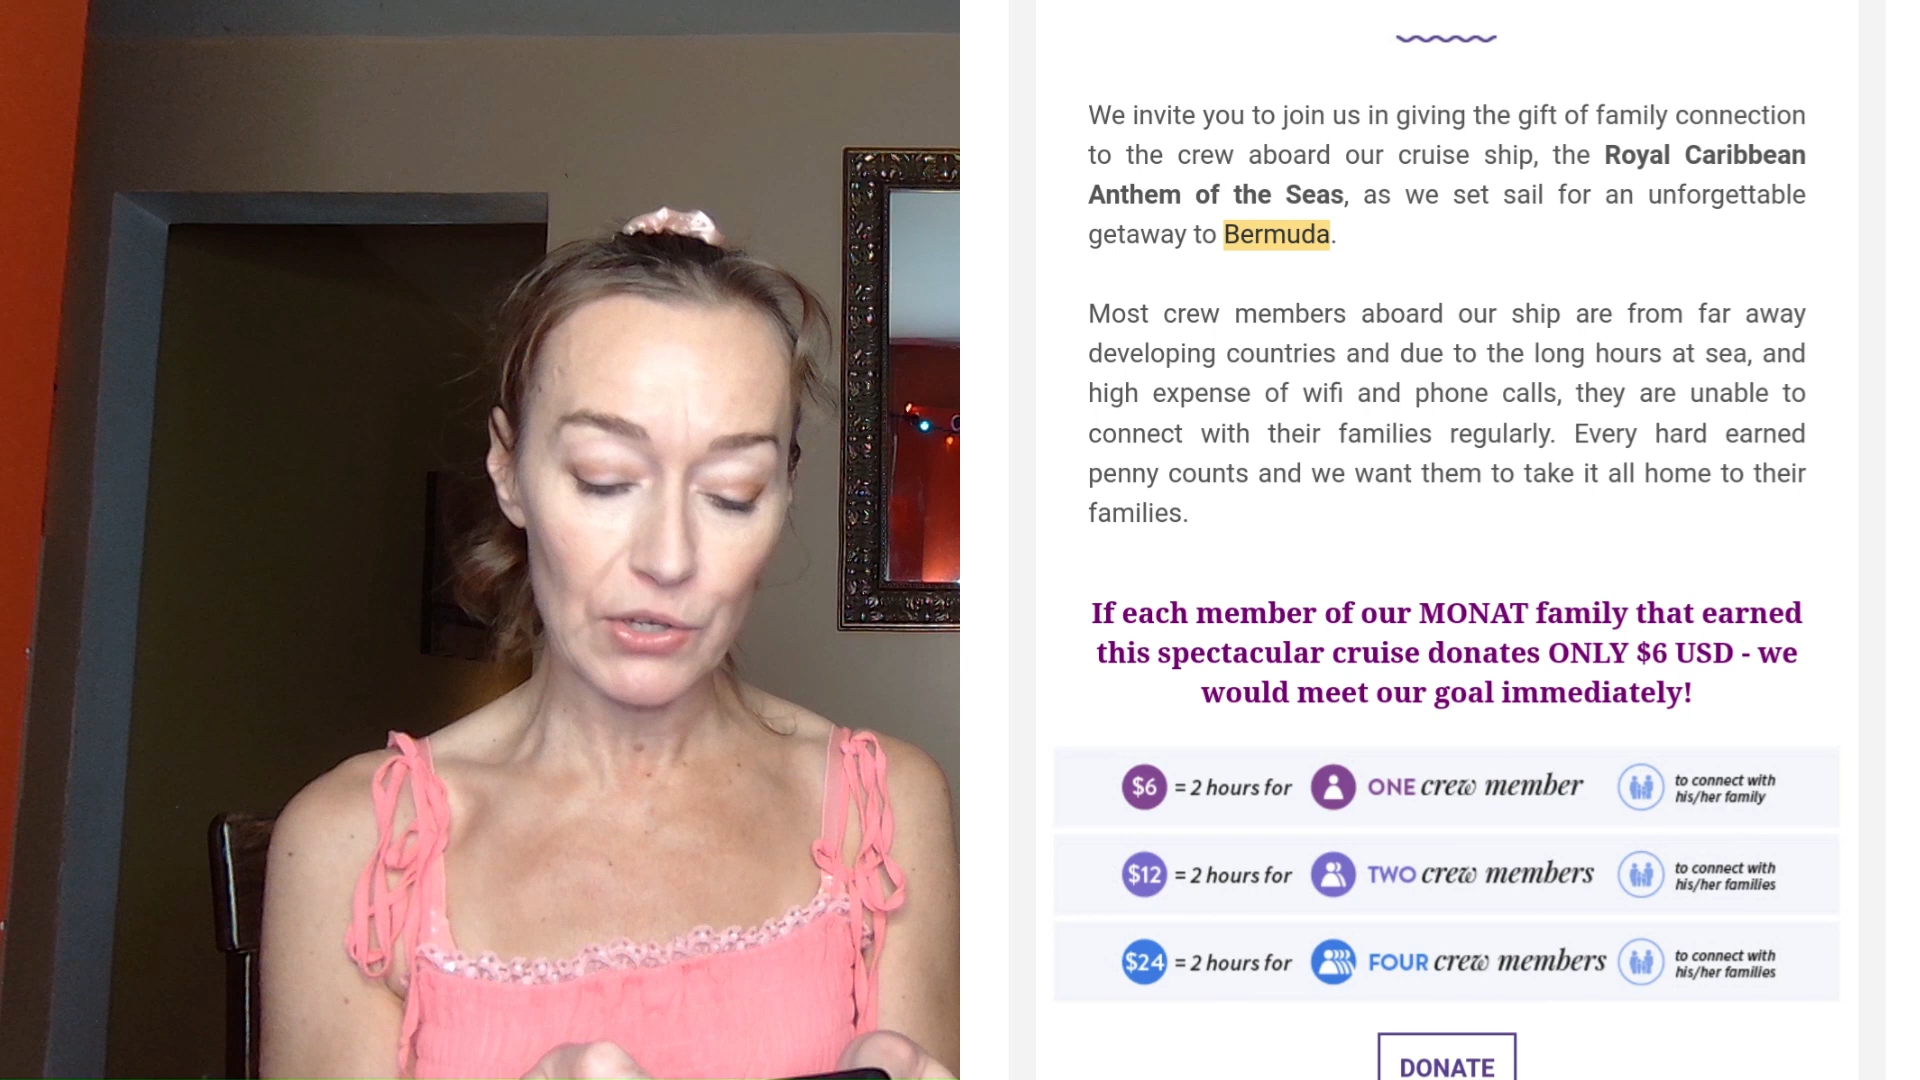 We invite you to join us in giving the gift of family connection
to the crew aboard our cruise ship, the Royal Caribbean
Anthem of the Seas, as we set sail for an unforgettable
getaway to Bermuda.
Most crew members aboard our ship are from far away
developing countries and due to the long hours at sea, and
high expense of wifi and phone calls, they are unable to
connect with their families regularly. Every hard earned
penny counts and we want them to take it all home to their
families.
If each member of our MONAT family that earned
this spectacular cruise donates ONLY $6 USD - we
would meet our goal immediately!
$6 = 2 hours for ONE crew member to connect with
his/her family
$12 = 2 hours for TWO crew members to connect with
his/her families
$24 = 2 hours for FOUR crew members to connect with
his/her families
DONATE